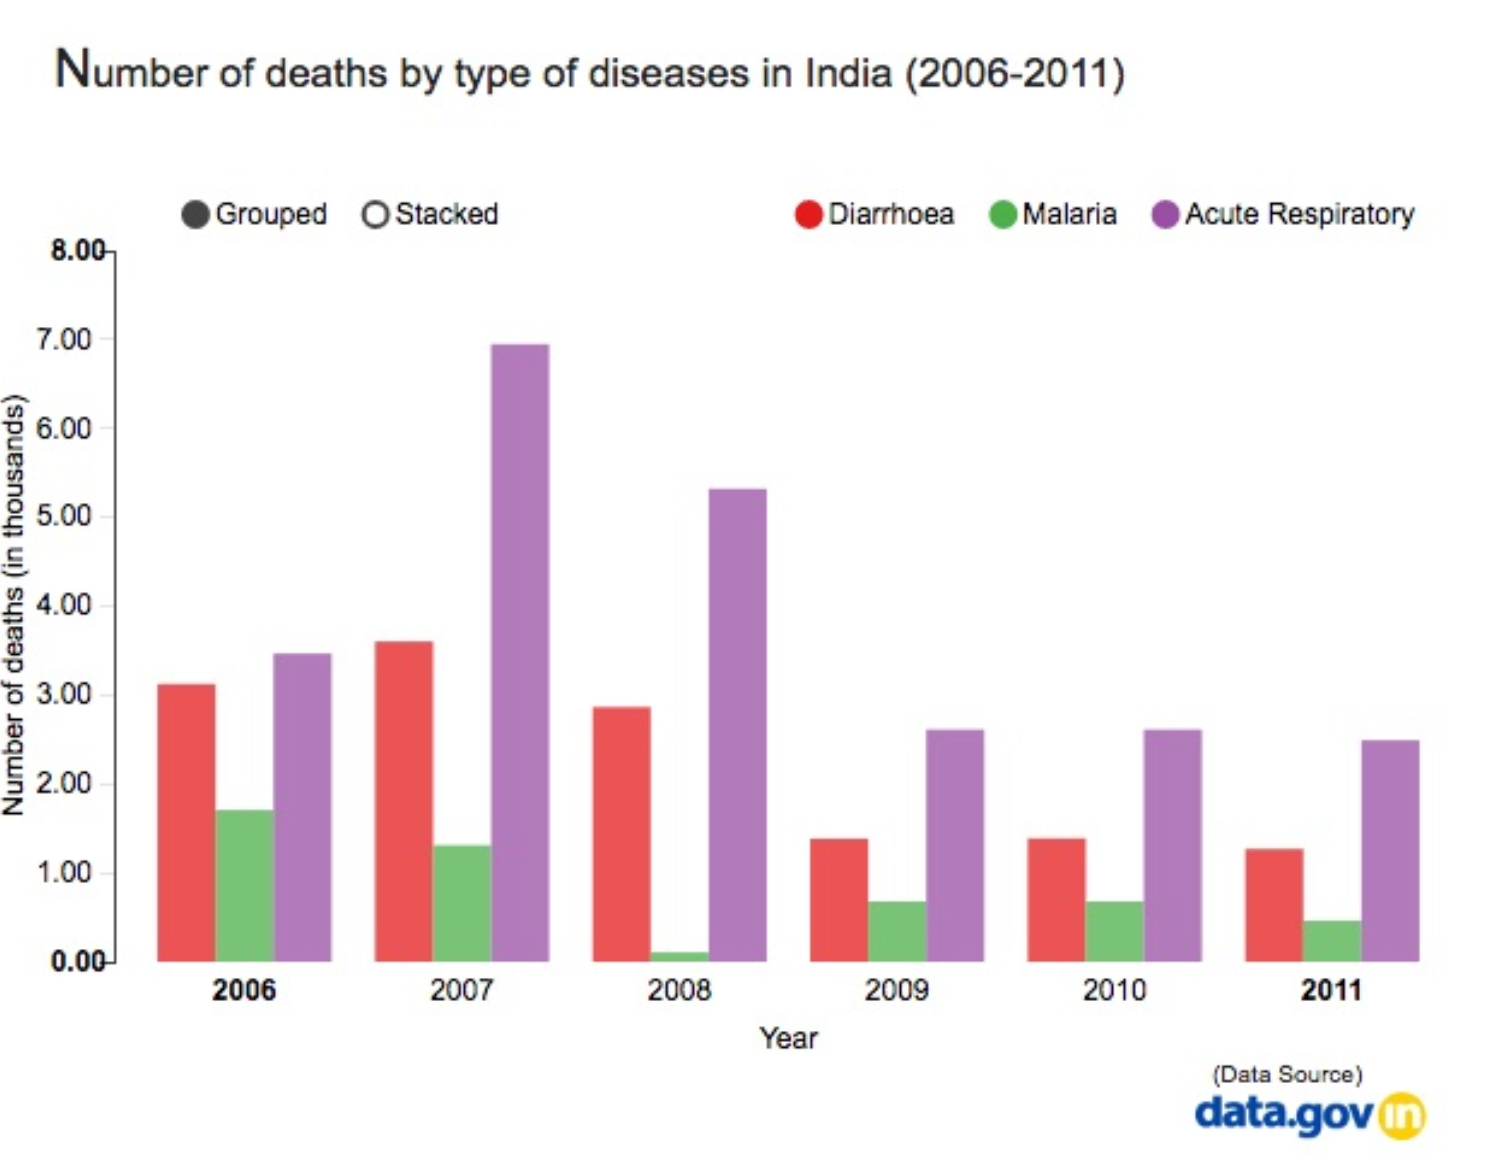 Number of deaths by type of diseases in India (2006-2011)
Grouped Stacked Diarrhoea Malaria Acute Respiratory
8.00
7.00
6.00
5.00
4.00
3.00
2.00
1.00
0.00
Number of deaths (in thousands)
2006 2007 2008 2009 2010 2011
Year
(Data Source)
data.gov in